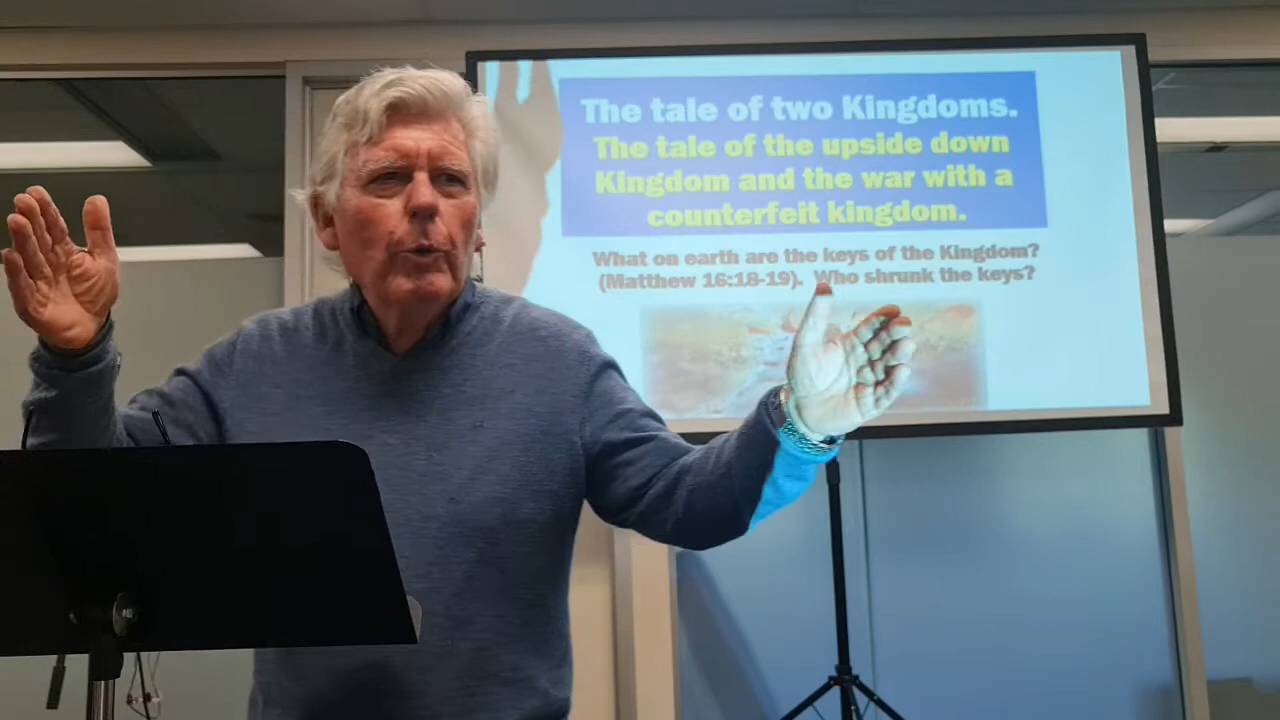 The tale of two Kingdoms.
The tale of the upside down
Kingdom and the war with a
counterfeit kingdom.
What on earth are the keys of the Kingdom?
(Matthew 16:18-19). Who shrunk the keys?